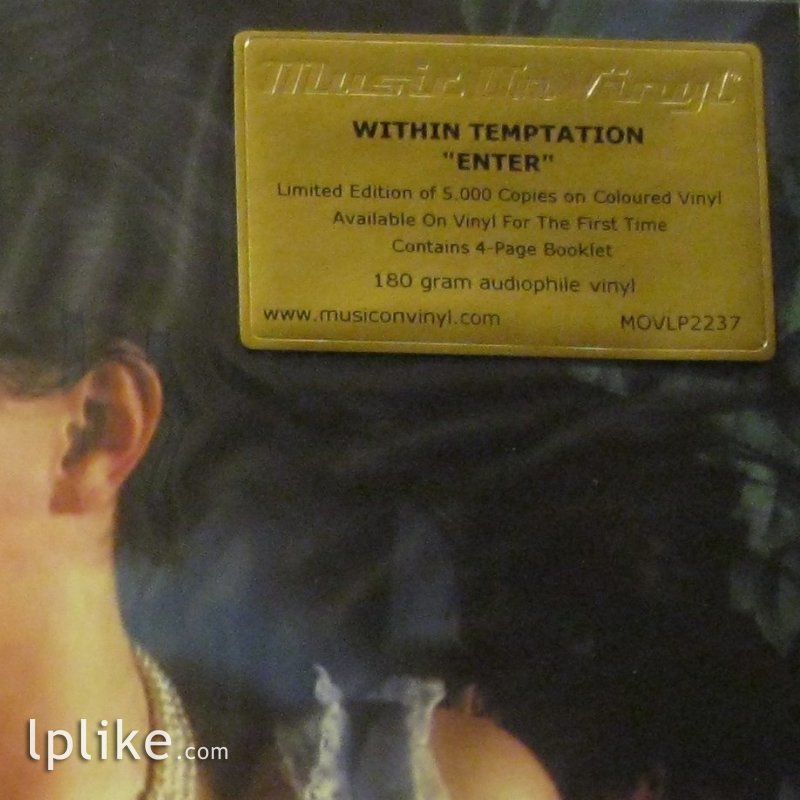 Music On Vinyl
WITHIN TEMPTATION
"ENTER"
Limited Edition of 5.000 Copies on Coloured Vinyl
Available On Vinyl For The First Time
Contains 4-Page Booklet
180 gram audiophile vinyl
www.musiconvinyl.com MOVLP2237
lplike.com